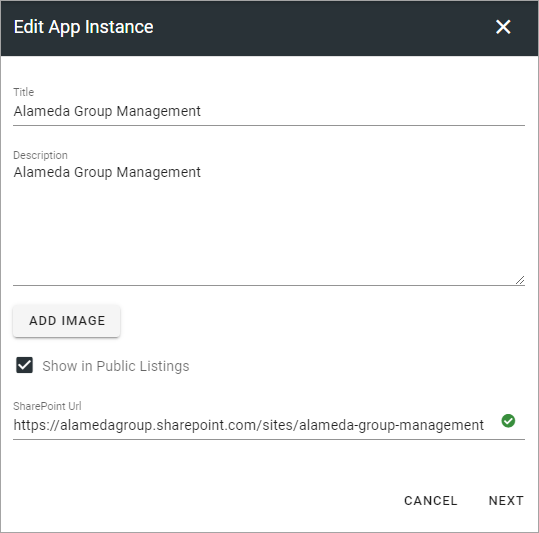 Edit App Instance
Title
Alameda Group Management
Description
Alameda Group Management
ADD IMAGE
Show in Public Listings
SharePoint Url
https://alamedagroup.sharepoint.com/sites/alameda-group-management
CANCEL NEXT